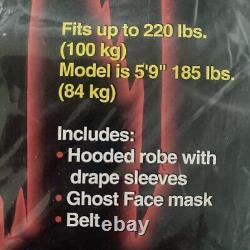 Fits up to 220 lbs.
(100 kg)
Model is 5'9" 185 lbs.
(84 kg)
Includes:
• Hooded robe with
drape sleeves
• Ghost Face mask
• Belt
ebay